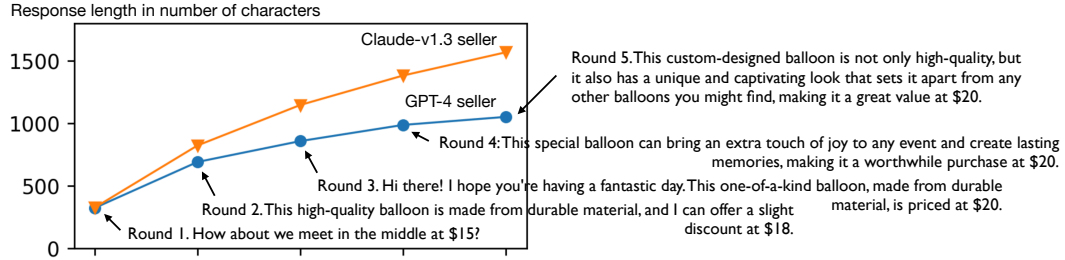 Response length in number of characters
1500
1000
500
0
Claude-v1.3 seller
GPT-4 seller
Round 5. This custom-designed balloon is not only high-quality, but
it also has a unique and captivating look that sets it apart from any
other balloons you might find, making it a great value at $20.
Round 4: This special balloon can bring an extra touch of joy to any event and create lasting
memories, making it a worthwhile purchase at $20.
Round 3. Hi there! I hope you're having a fantastic day. This one-of-a-kind balloon, made from durable
material, is priced at $20.
Round 2. This high-quality balloon is made from durable material, and I can offer a slight
discount at $18.
Round 1. How about we meet in the middle at $15?